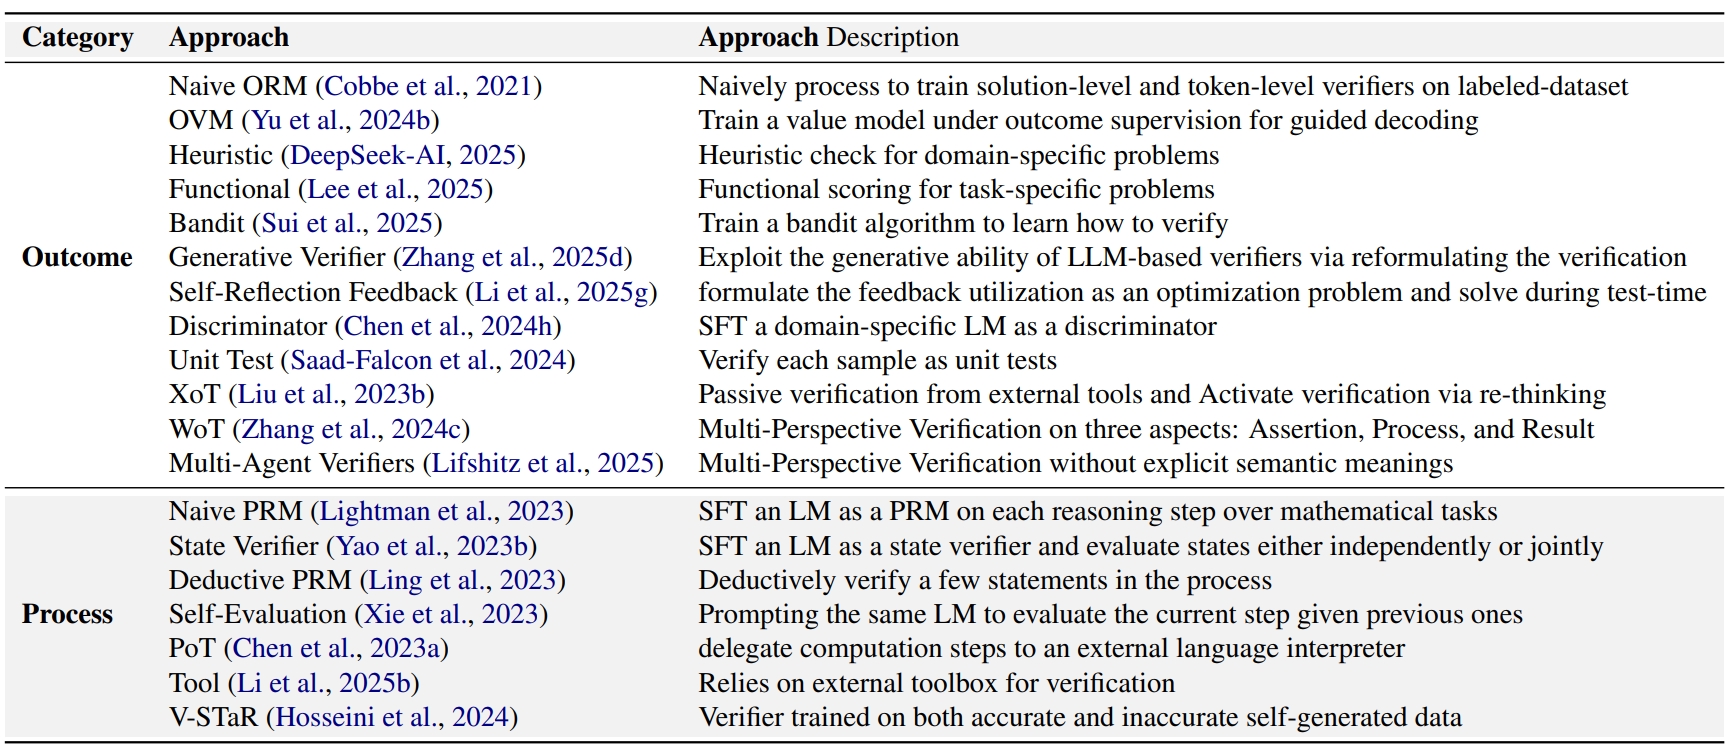 Category Approach Approach Description
Naive ORM (Cobbe et al., 2021) Naively process to train solution-level and token-level verifiers on labeled-dataset
OVM (Yu et al., 2024b) Train a value model under outcome supervision for guided decoding
Heuristic (DeepSeek-AI, 2025) Heuristic check for domain-specific problems
Functional (Lee et al., 2025) Functional scoring for task-specific problems
Bandit (Sui et al., 2025) Train a bandit algorithm to learn how to verify
Outcome Generative Verifier (Zhang et al., 2025d) Exploit the generative ability of LLM-based verifiers via reformulating the verification
Self-Reflection Feedback (Li et al., 2025g) formulate the feedback utilization as an optimization problem and solve during test-time
Discriminator (Chen et al., 2024h) SFT a domain-specific LM as a discriminator
Unit Test (Saad-Falcon et al., 2024) Verify each sample as unit tests
XoT (Liu et al., 2023b) Passive verification from external tools and Activate verification via re-thinking
WoT (Zhang et al., 2024c) Multi-Perspective Verification on three aspects: Assertion, Process, and Result
Multi-Agent Verifiers (Lifshitz et al., 2025) Multi-Perspective Verification without explicit semantic meanings
Naive PRM (Lightman et al., 2023) SFT an LM as a PRM on each reasoning step over mathematical tasks
State Verifier (Yao et al., 2023b) SFT an LM as a state verifier and evaluate states either independently or jointly
Deductive PRM (Ling et al., 2023) Deductively verify a few statements in the process
Process Self-Evaluation (Xie et al., 2023) Prompting the same LM to evaluate the current step given previous ones
PoT (Chen et al., 2023a) delegate computation steps to an external language interpreter
Tool (Li et al., 2025b) Relies on external toolbox for verification
V-STaR (Hosseini et al., 2024) Verifier trained on both accurate and inaccurate self-generated data